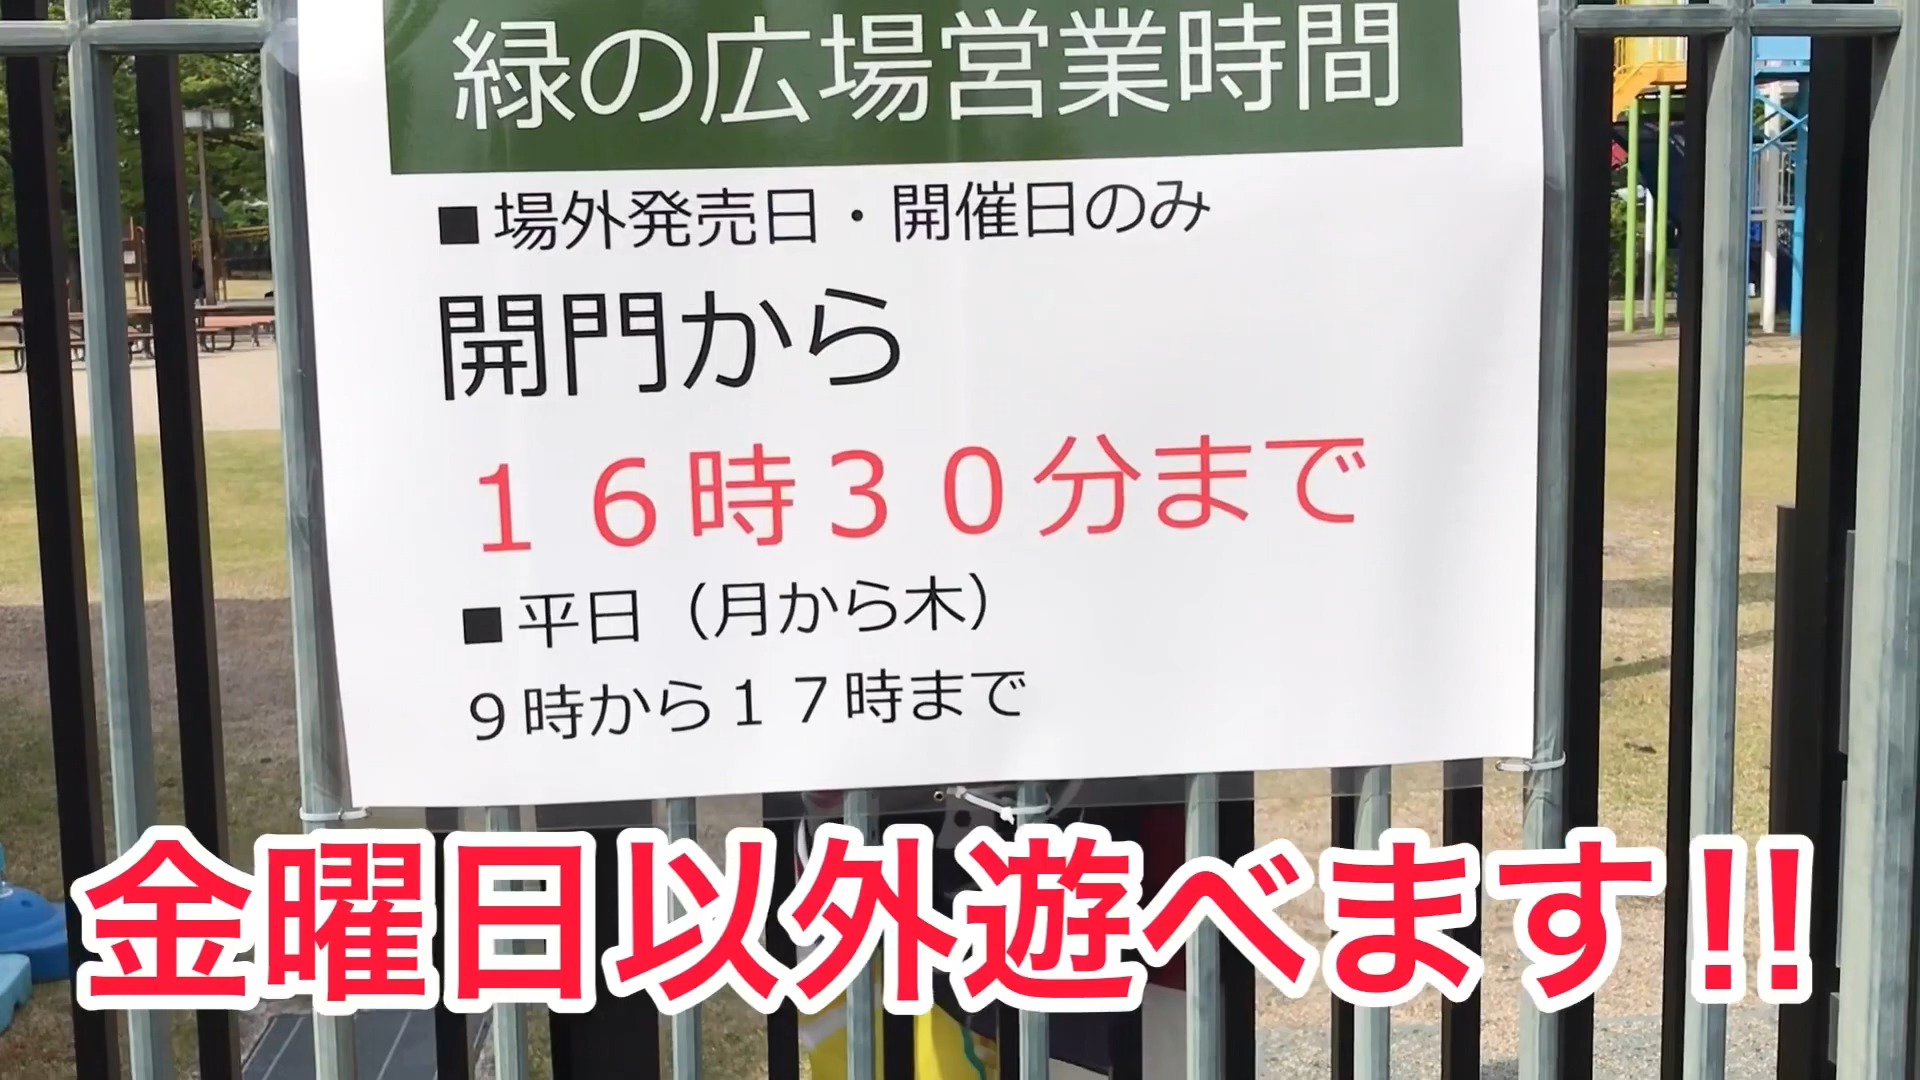 緑の広場営業時間
■場外発売日・開催日のみ
開門から
１６時３０分まで
■平日（月から木）
９時から１７時まで
金曜日以外遊べます!!